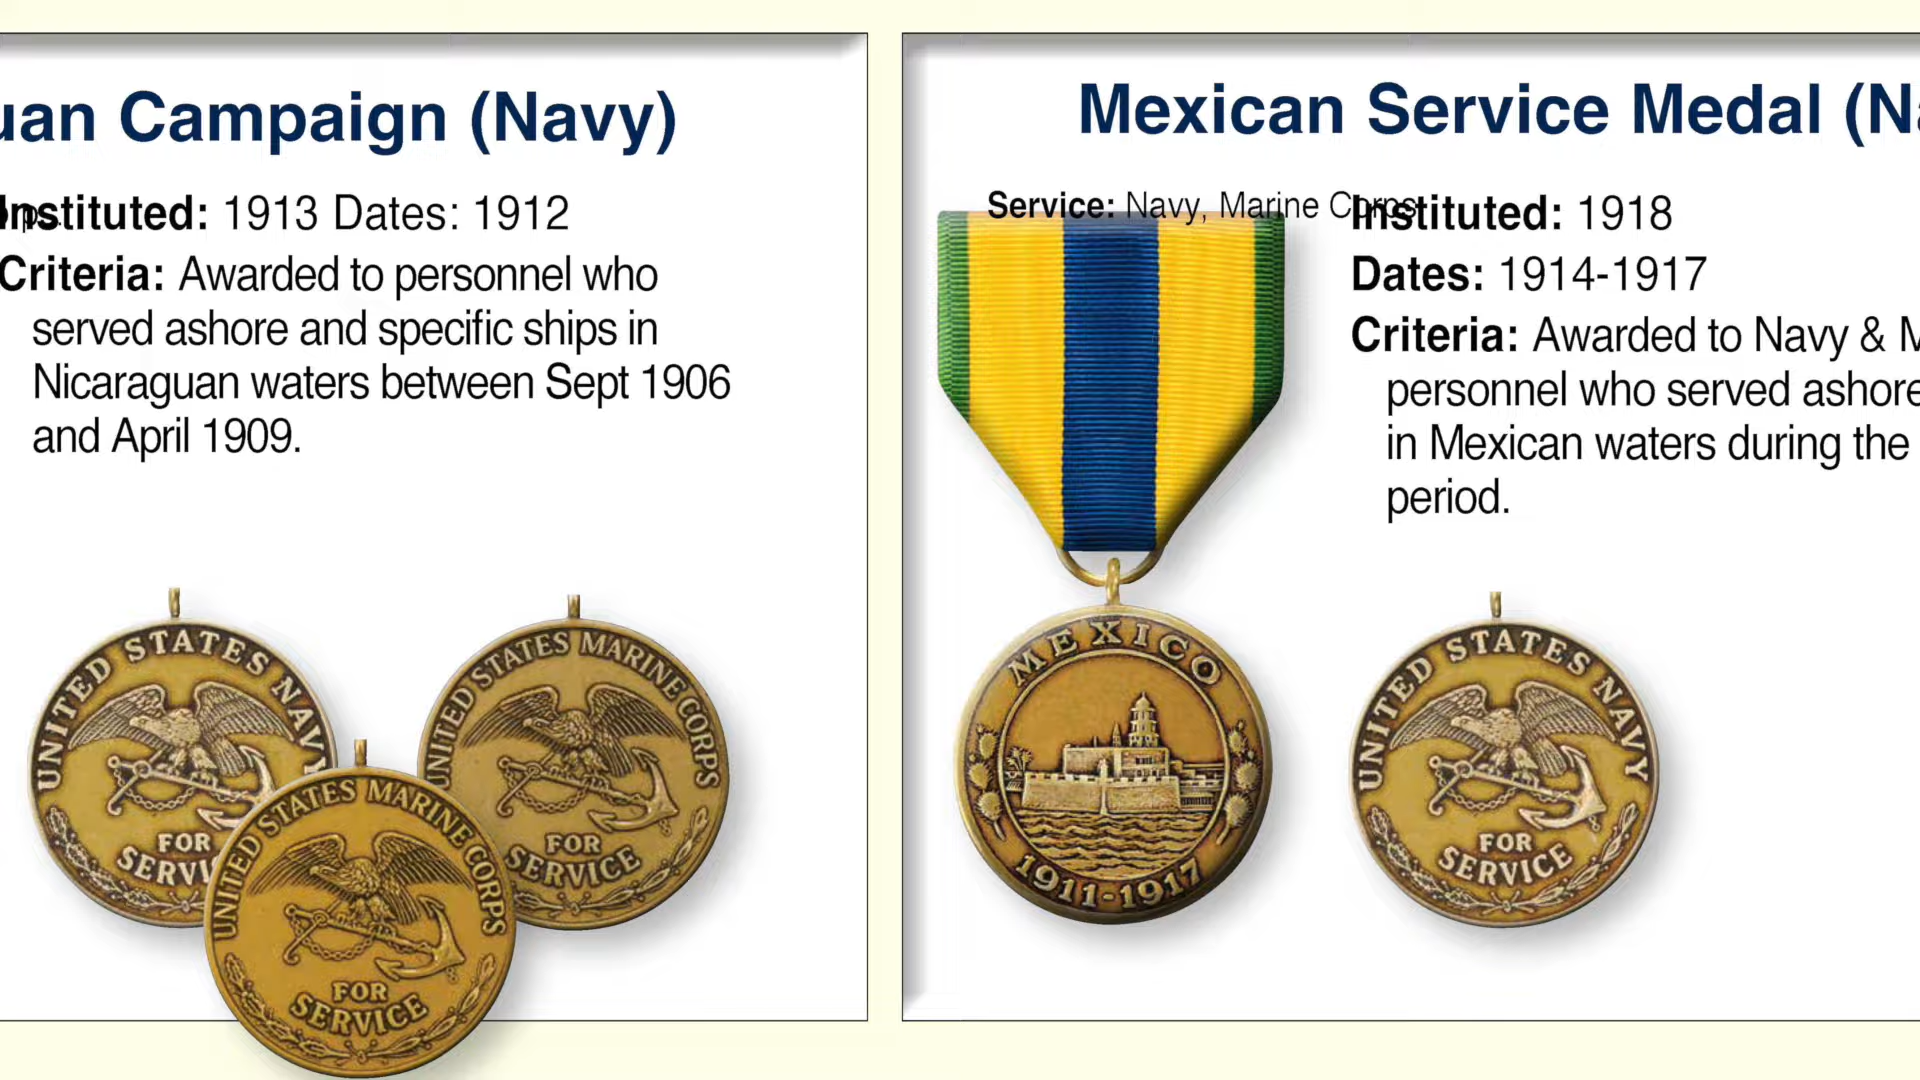 uan Campaign (Navy)
Instituted: 1913 Dates: 1912
Criteria: Awarded to personnel who
served ashore and specific ships in
Nicaraguan waters between Sept 1906
and April 1909.
UNITED STATES NAVY
FOR
SERVI
UNITED STATES MARINE CORPS
FOR
SERVICE
UNITED STATES MARINE CORPS
FOR
SERVICE
Mexican Service Medal (Na
Service: Navy, Marine Corps
Instituted: 1918
Dates: 1914-1917
Criteria: Awarded to Navy & M
personnel who served ashore
in Mexican waters during the
period.
MEXICO
1911-1917
UNITED STATES NAVY
FOR
SERVICE